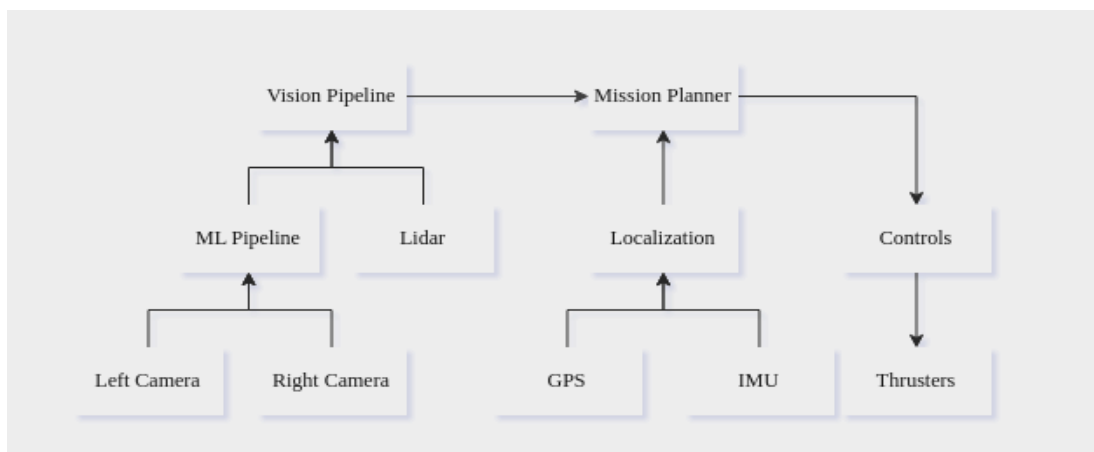 Vision Pipeline
Mission Planner
ML Pipeline
Lidar
Localization
Controls
Left Camera
Right Camera
GPS
IMU
Thrusters